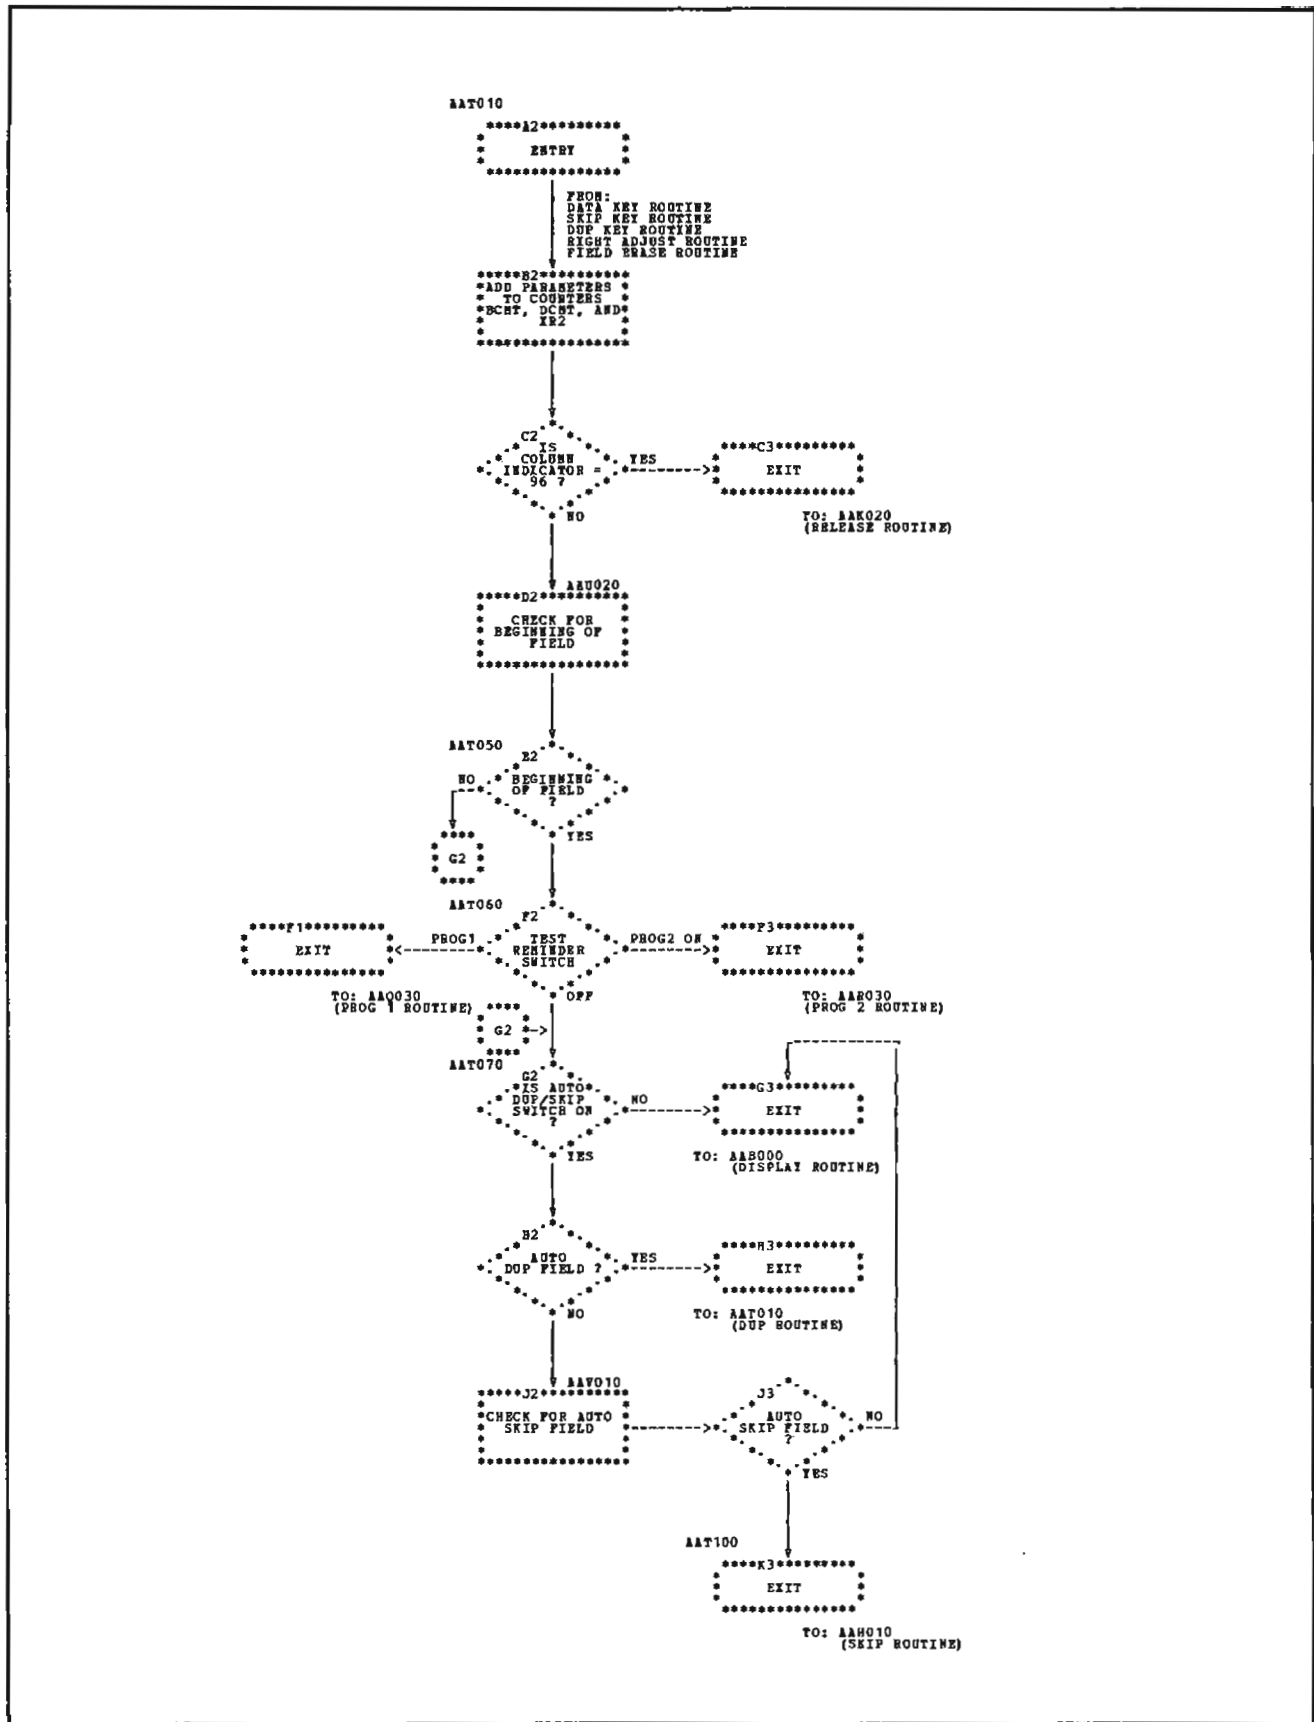 AAT010
****A2*********
ENTRY
FROM:
DATA KEY ROUTINE
SKIP KEY ROUTINE
DUP KEY ROUTINE
RIGHT ADJUST ROUTINE
FIELD ERASE ROUTINE
*****B2**********
ADD PARAMETERS
TO COUNTERS
BCNT, DCNT, AND
XR2
C2
IS
COLUMN
INDICATOR =
96 ?
YES
NO
****C3*********
EXIT
TO: AAK020
(RELEASE ROUTINE)
AAU020
*****D2**********
CHECK FOR
BEGINNING OF
FIELD
AAT050
E2
BEGINNING
OF FIELD
?
NO
YES
G2
AAT060
F2
TEST
REMINDER
SWITCH
PROG1
PROG2 ON
OFF
****F1*********
EXIT
TO: AAQ030
(PROG 1 ROUTINE)
****F3*********
EXIT
TO: AAR030
(PROG 2 ROUTINE)
G2
AAT070
G2
IS AUTO
DUP/SKIP
SWITCH ON
?
NO
YES
****G3*********
EXIT
TO: AAB000
(DISPLAY ROUTINE)
H2
AUTO
DUP FIELD ?
YES
NO
****H3*********
EXIT
TO: AAT010
(DUP ROUTINE)
AAV010
*****J2**********
CHECK FOR AUTO
SKIP FIELD
J3
AUTO
SKIP FIELD
?
NO
YES
AAT100
****K3*********
EXIT
TO: AAH010
(SKIP ROUTINE)